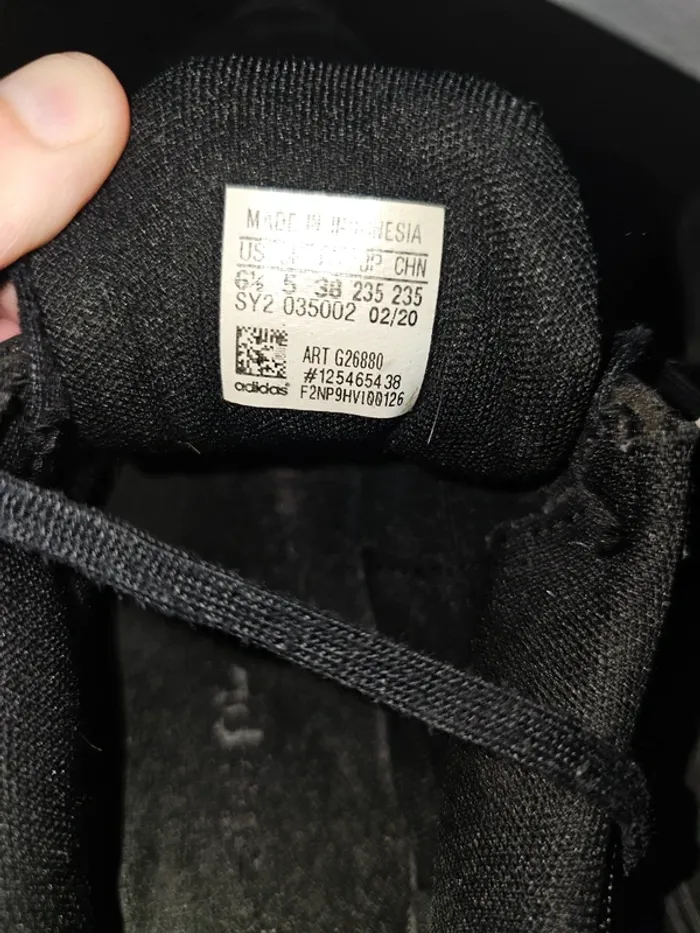 MADE IN INDONESIA
US UK FR JP CHN
6½ 5 38 235 235
SY2 035002 02/20
ART G26880
#125465438
adidas F2NP9HVI00126